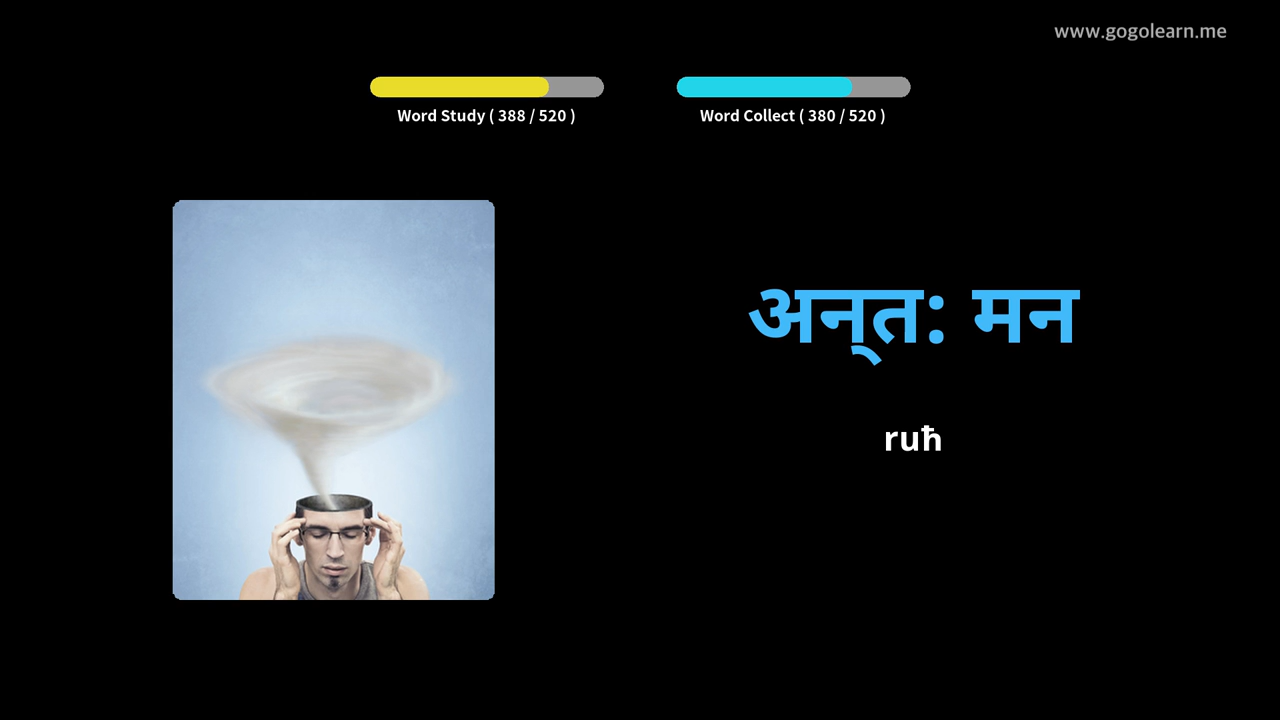 www.gogolearn.me
Word Study ( 388 / 520 )
Word Collect ( 380 / 520 )
अन्‌त: मन
ruħ